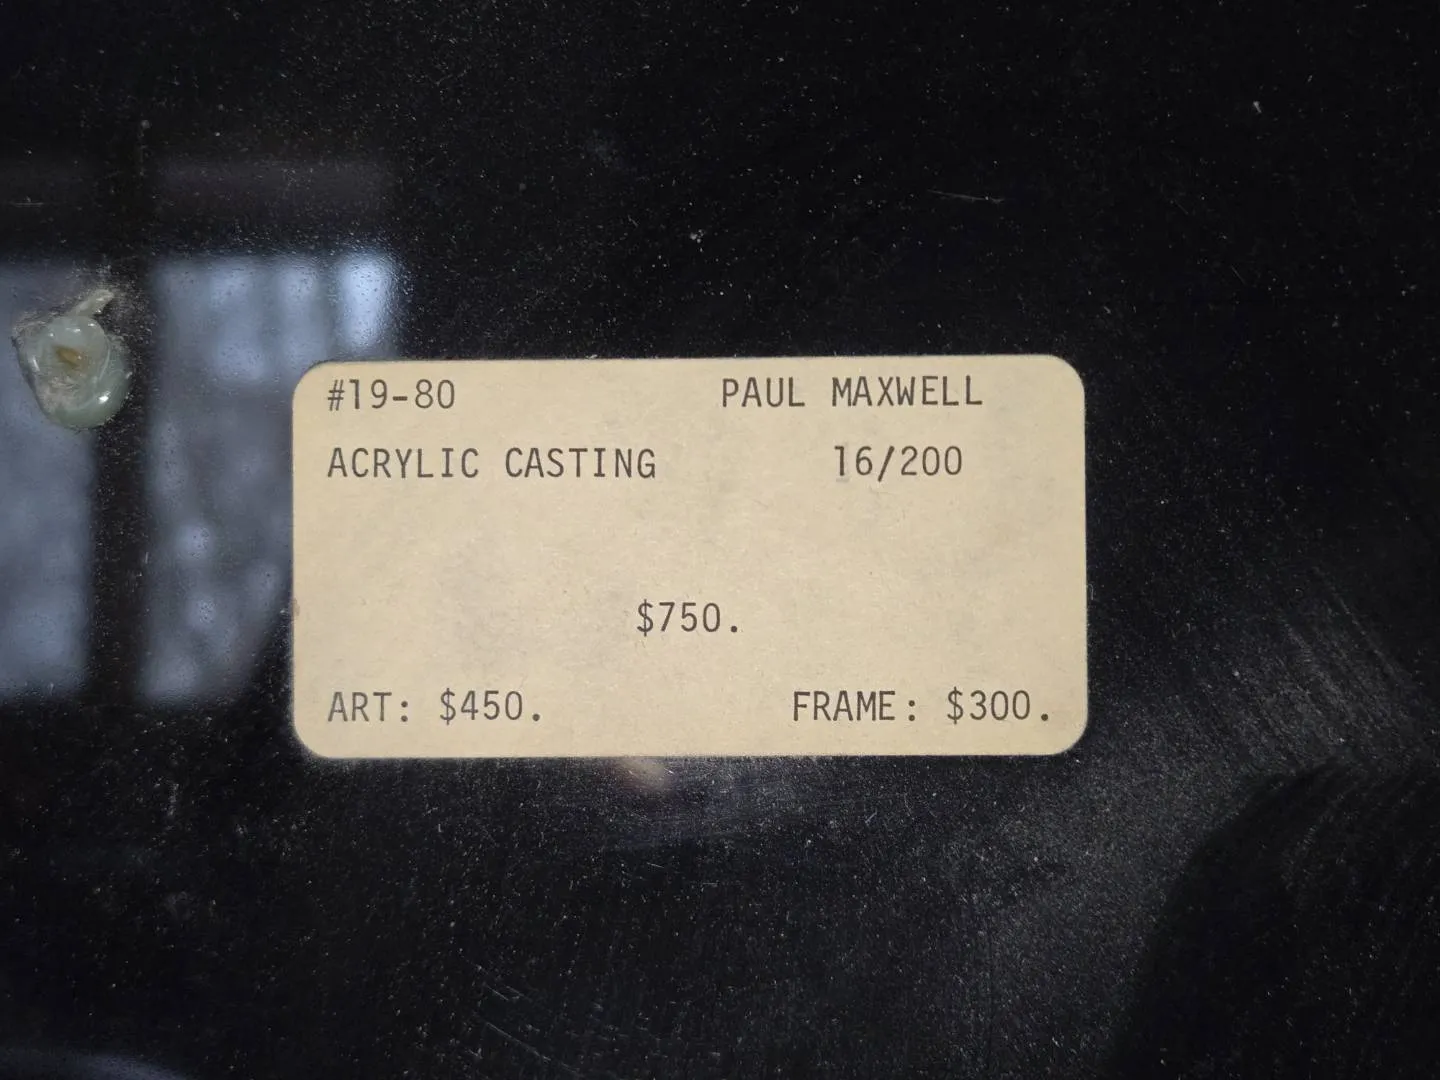 #19-80 PAUL MAXWELL
ACRYLIC CASTING 16/200
$750.
ART: $450. FRAME: $300.